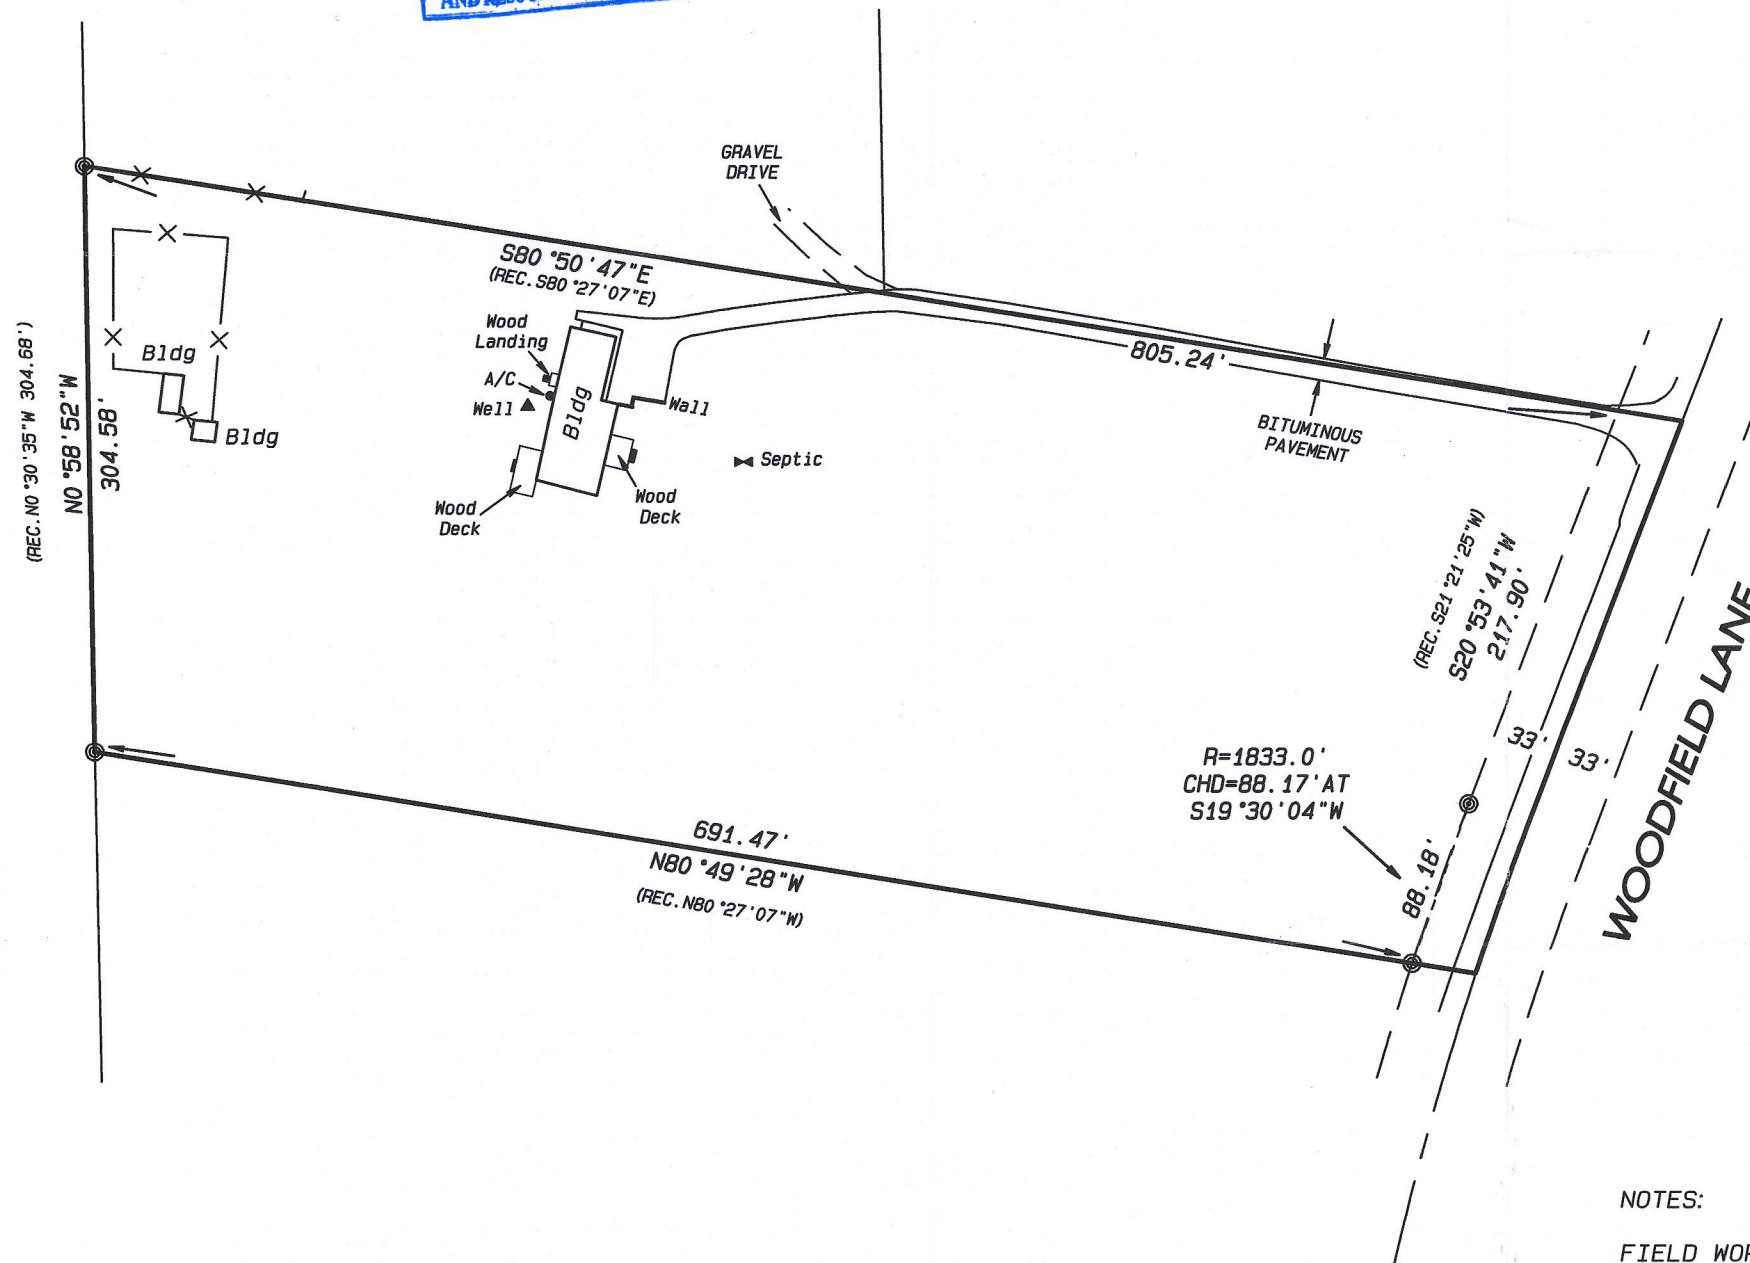 GRAVEL
DRIVE
S80°50'47"E
(REC.S80°27'07"E)
Wood
Landing
A/C
Well
Bldg
Wall
Bldg
Bldg
Septic
Wood
Deck
Wood
Deck
805.24'
BITUMINOUS
PAVEMENT
(REC.N0°30'35"W 304.68')
N0°58'52"W
304.58'
(REC.S21°21'25"W)
S20°53'41"W
217.90'
33'
33'
WOODFIELD LANE
R=1833.0'
CHD=88.17'AT
S19°30'04"W
88.18'
691.47'
N80°49'28"W
(REC.N80°27'07"W)
NOTES:
FIELD